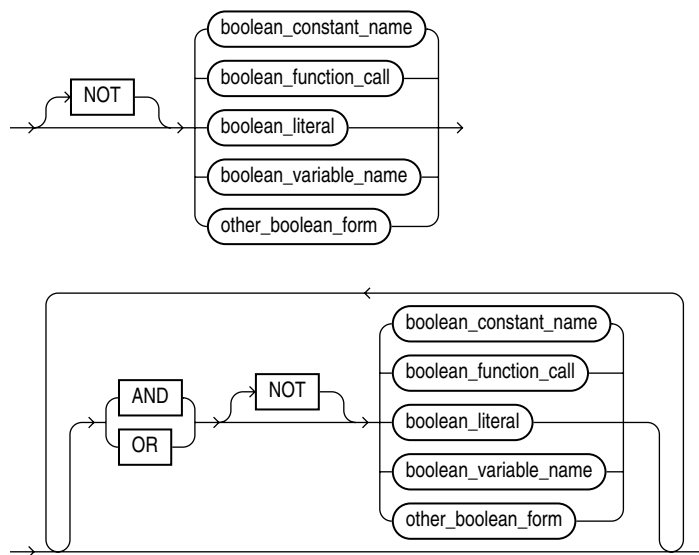 NOT
boolean_constant_name
boolean_function_call
boolean_literal
boolean_variable_name
other_boolean_form
AND
OR
NOT
boolean_constant_name
boolean_function_call
boolean_literal
boolean_variable_name
other_boolean_form